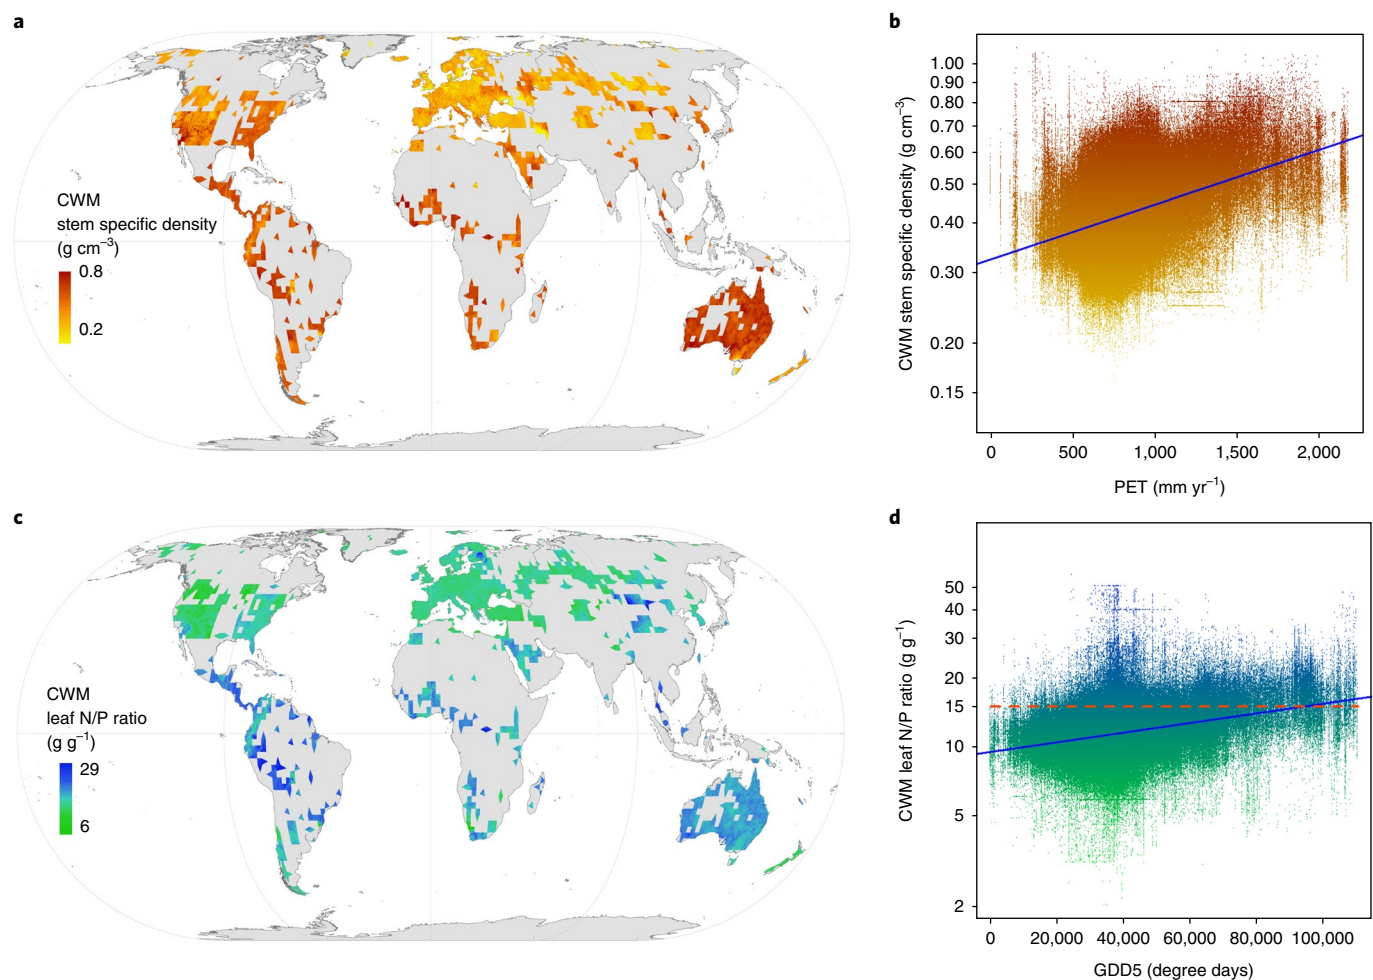 a
CWM
stem specific density
(g cm⁻³)
0.8
0.2
b
CWM stem specific density (g cm⁻³)
1.00
0.90
0.80
0.70
0.60
0.50
0.40
0.30
0.20
0.15
0 500 1,000 1,500 2,000
PET (mm yr⁻¹)
c
CWM
leaf N/P ratio
(g g⁻¹)
29
6
d
CWM leaf N/P ratio (g g⁻¹)
50
40
30
20
15
10
5
2
0 20,000 40,000 60,000 80,000 100,000
GDD5 (degree days)